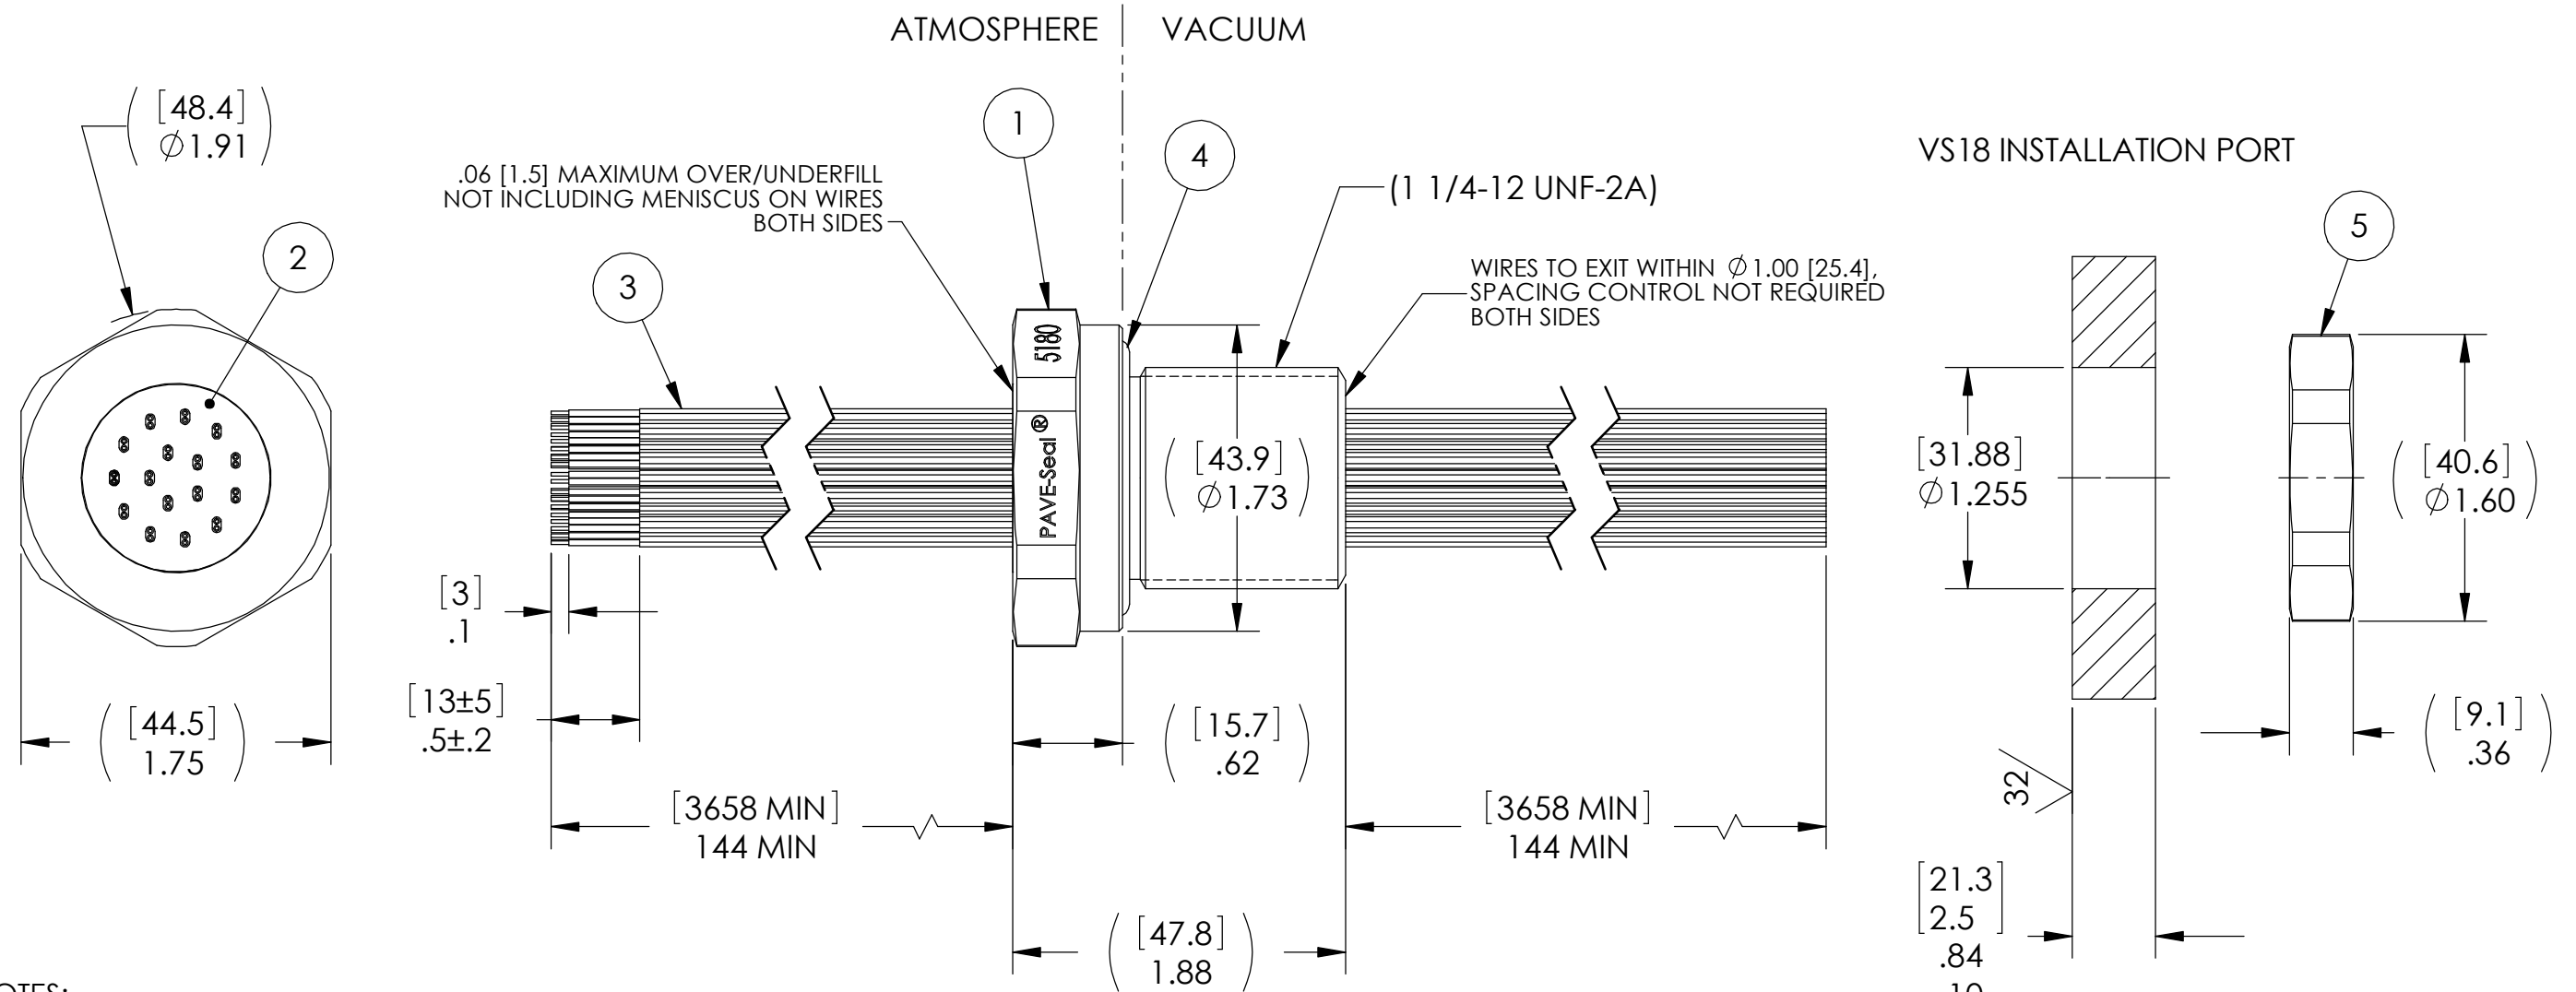 ATMOSPHERE
VACUUM
[48.4]
∅1.91
1
4
2
3
5
.06 [1.5] MAXIMUM OVER/UNDERFILL
NOT INCLUDING MENISCUS ON WIRES
BOTH SIDES
(1 1/4-12 UNF-2A)
WIRES TO EXIT WITHIN ∅1.00 [25.4],
SPACING CONTROL NOT REQUIRED
BOTH SIDES
VS18 INSTALLATION PORT
5180
PAVE-Seal®
[43.9]
∅1.73
[31.88]
∅1.255
[40.6]
∅1.60
[3]
.1
[13±5]
.5±.2
[44.5]
1.75
[15.7]
.62
[9.1]
.36
32
[3658 MIN]
144 MIN
[3658 MIN]
144 MIN
[47.8]
1.88
[21.3
2.5]
.84
.10